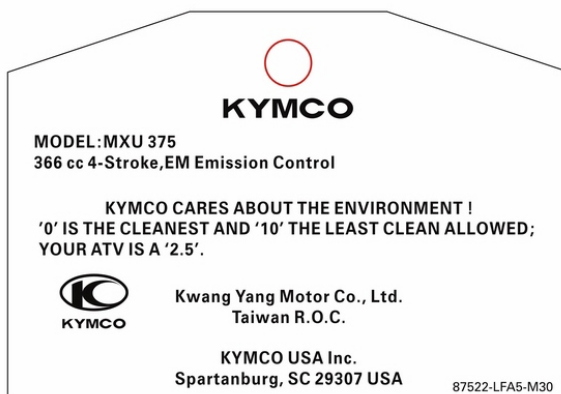 KYMCO
MODEL:MXU 375
366 cc 4-Stroke,EM Emission Control
KYMCO CARES ABOUT THE ENVIRONMENT !
'0' IS THE CLEANEST AND ‘10’ THE LEAST CLEAN ALLOWED;
YOUR ATV IS A ‘2.5’.
KYMCO
Kwang Yang Motor Co., Ltd.
Taiwan R.O.C.
KYMCO USA Inc.
Spartanburg, SC 29307 USA
87522-LFA5-M30